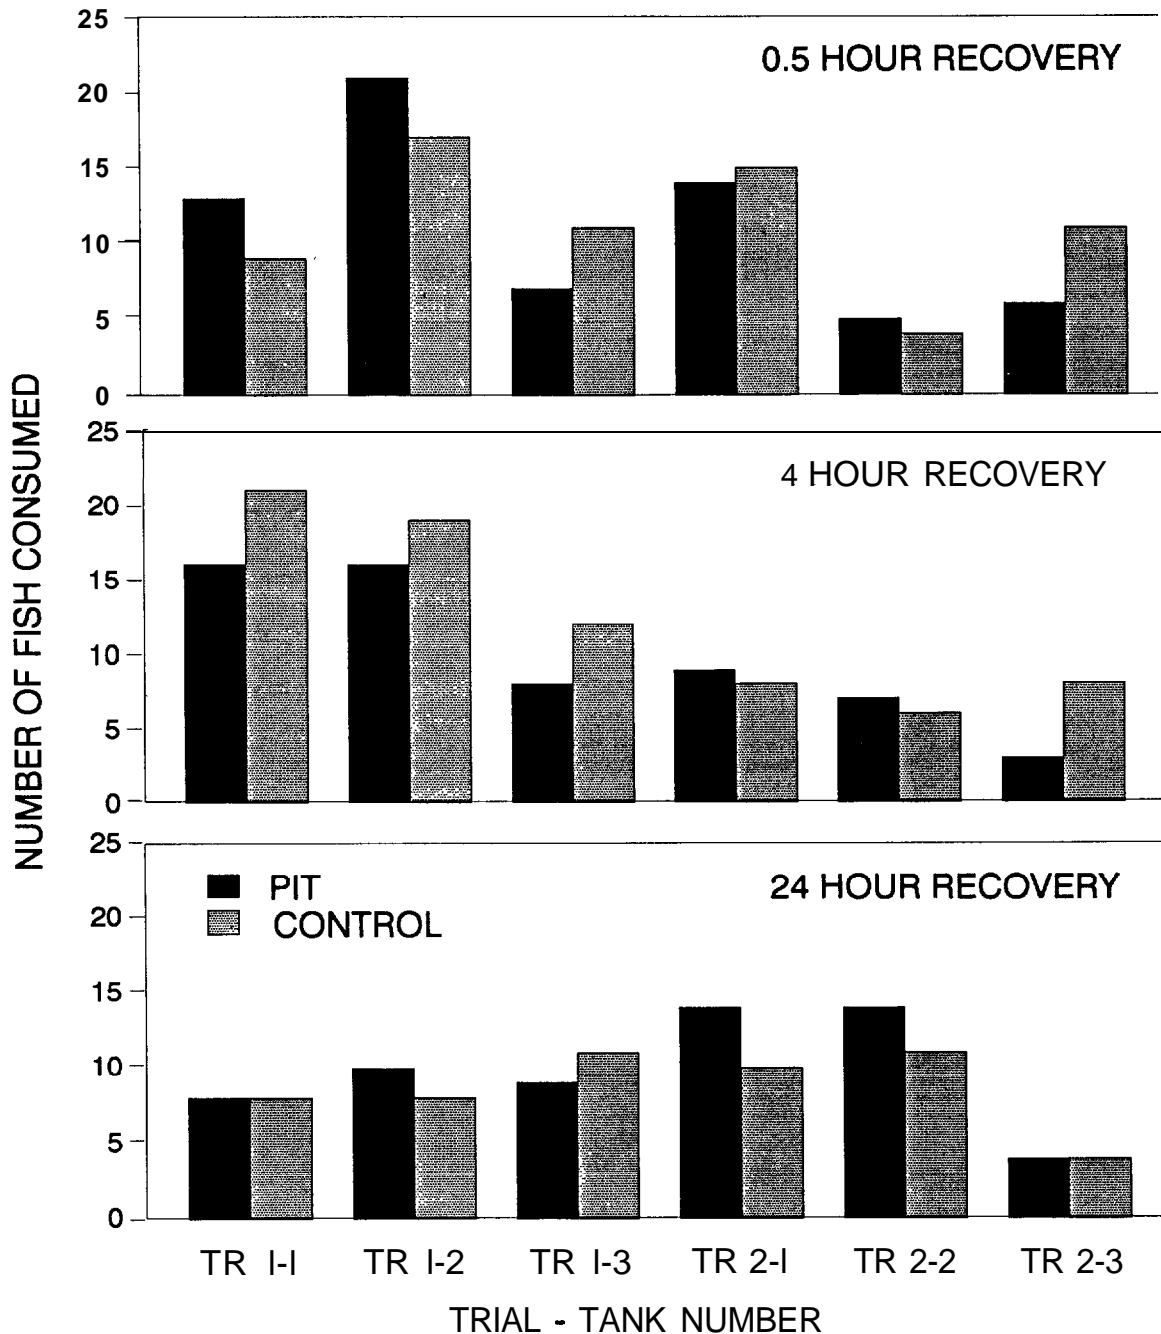 NUMBER OF FISH CONSUMED
0.5 HOUR RECOVERY
25
20
15
10
5
0
4 HOUR RECOVERY
25
20
15
10
5
0
24 HOUR RECOVERY
25
20
15
10
5
0
PIT
CONTROL
TR I-I TR I-2 TR I-3 TR 2-I TR 2-2 TR 2-3
TRIAL - TANK NUMBER